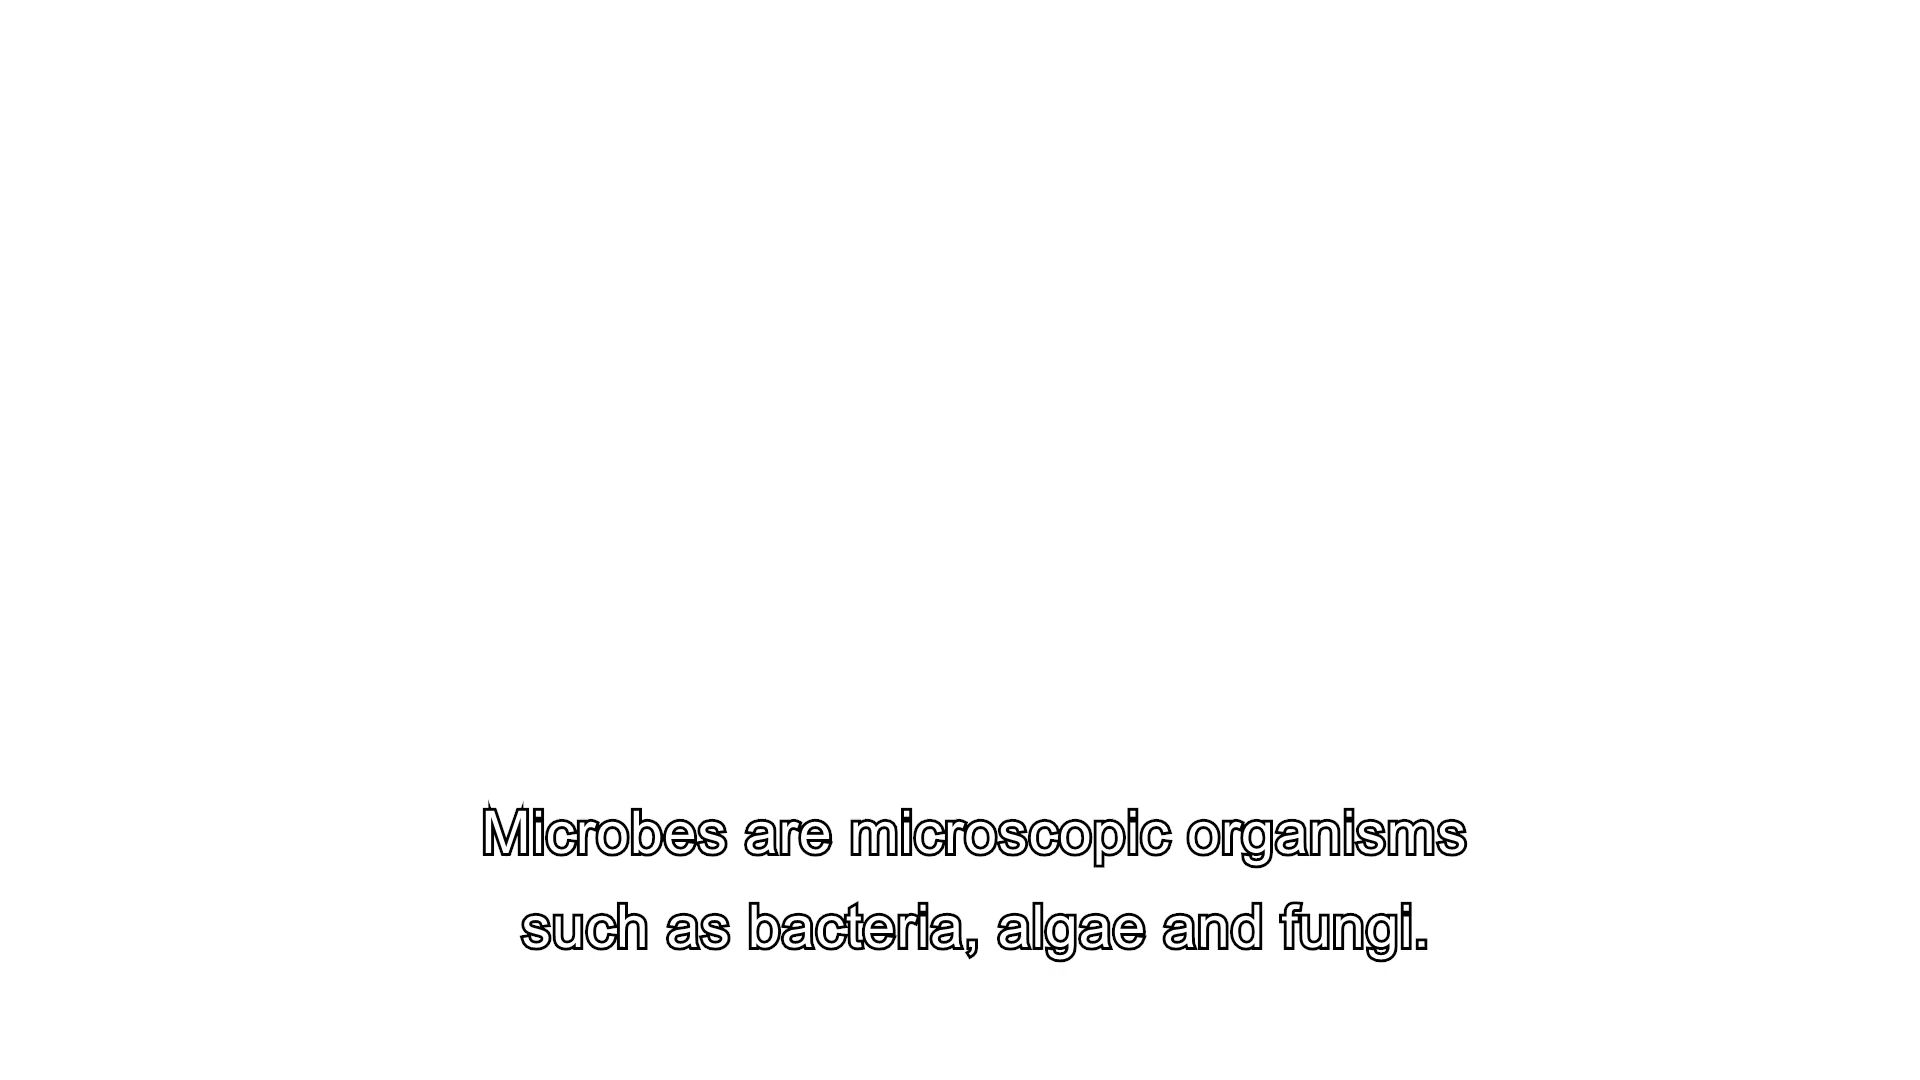 Microbes are microscopic organisms
such as bacteria, algae and fungi.